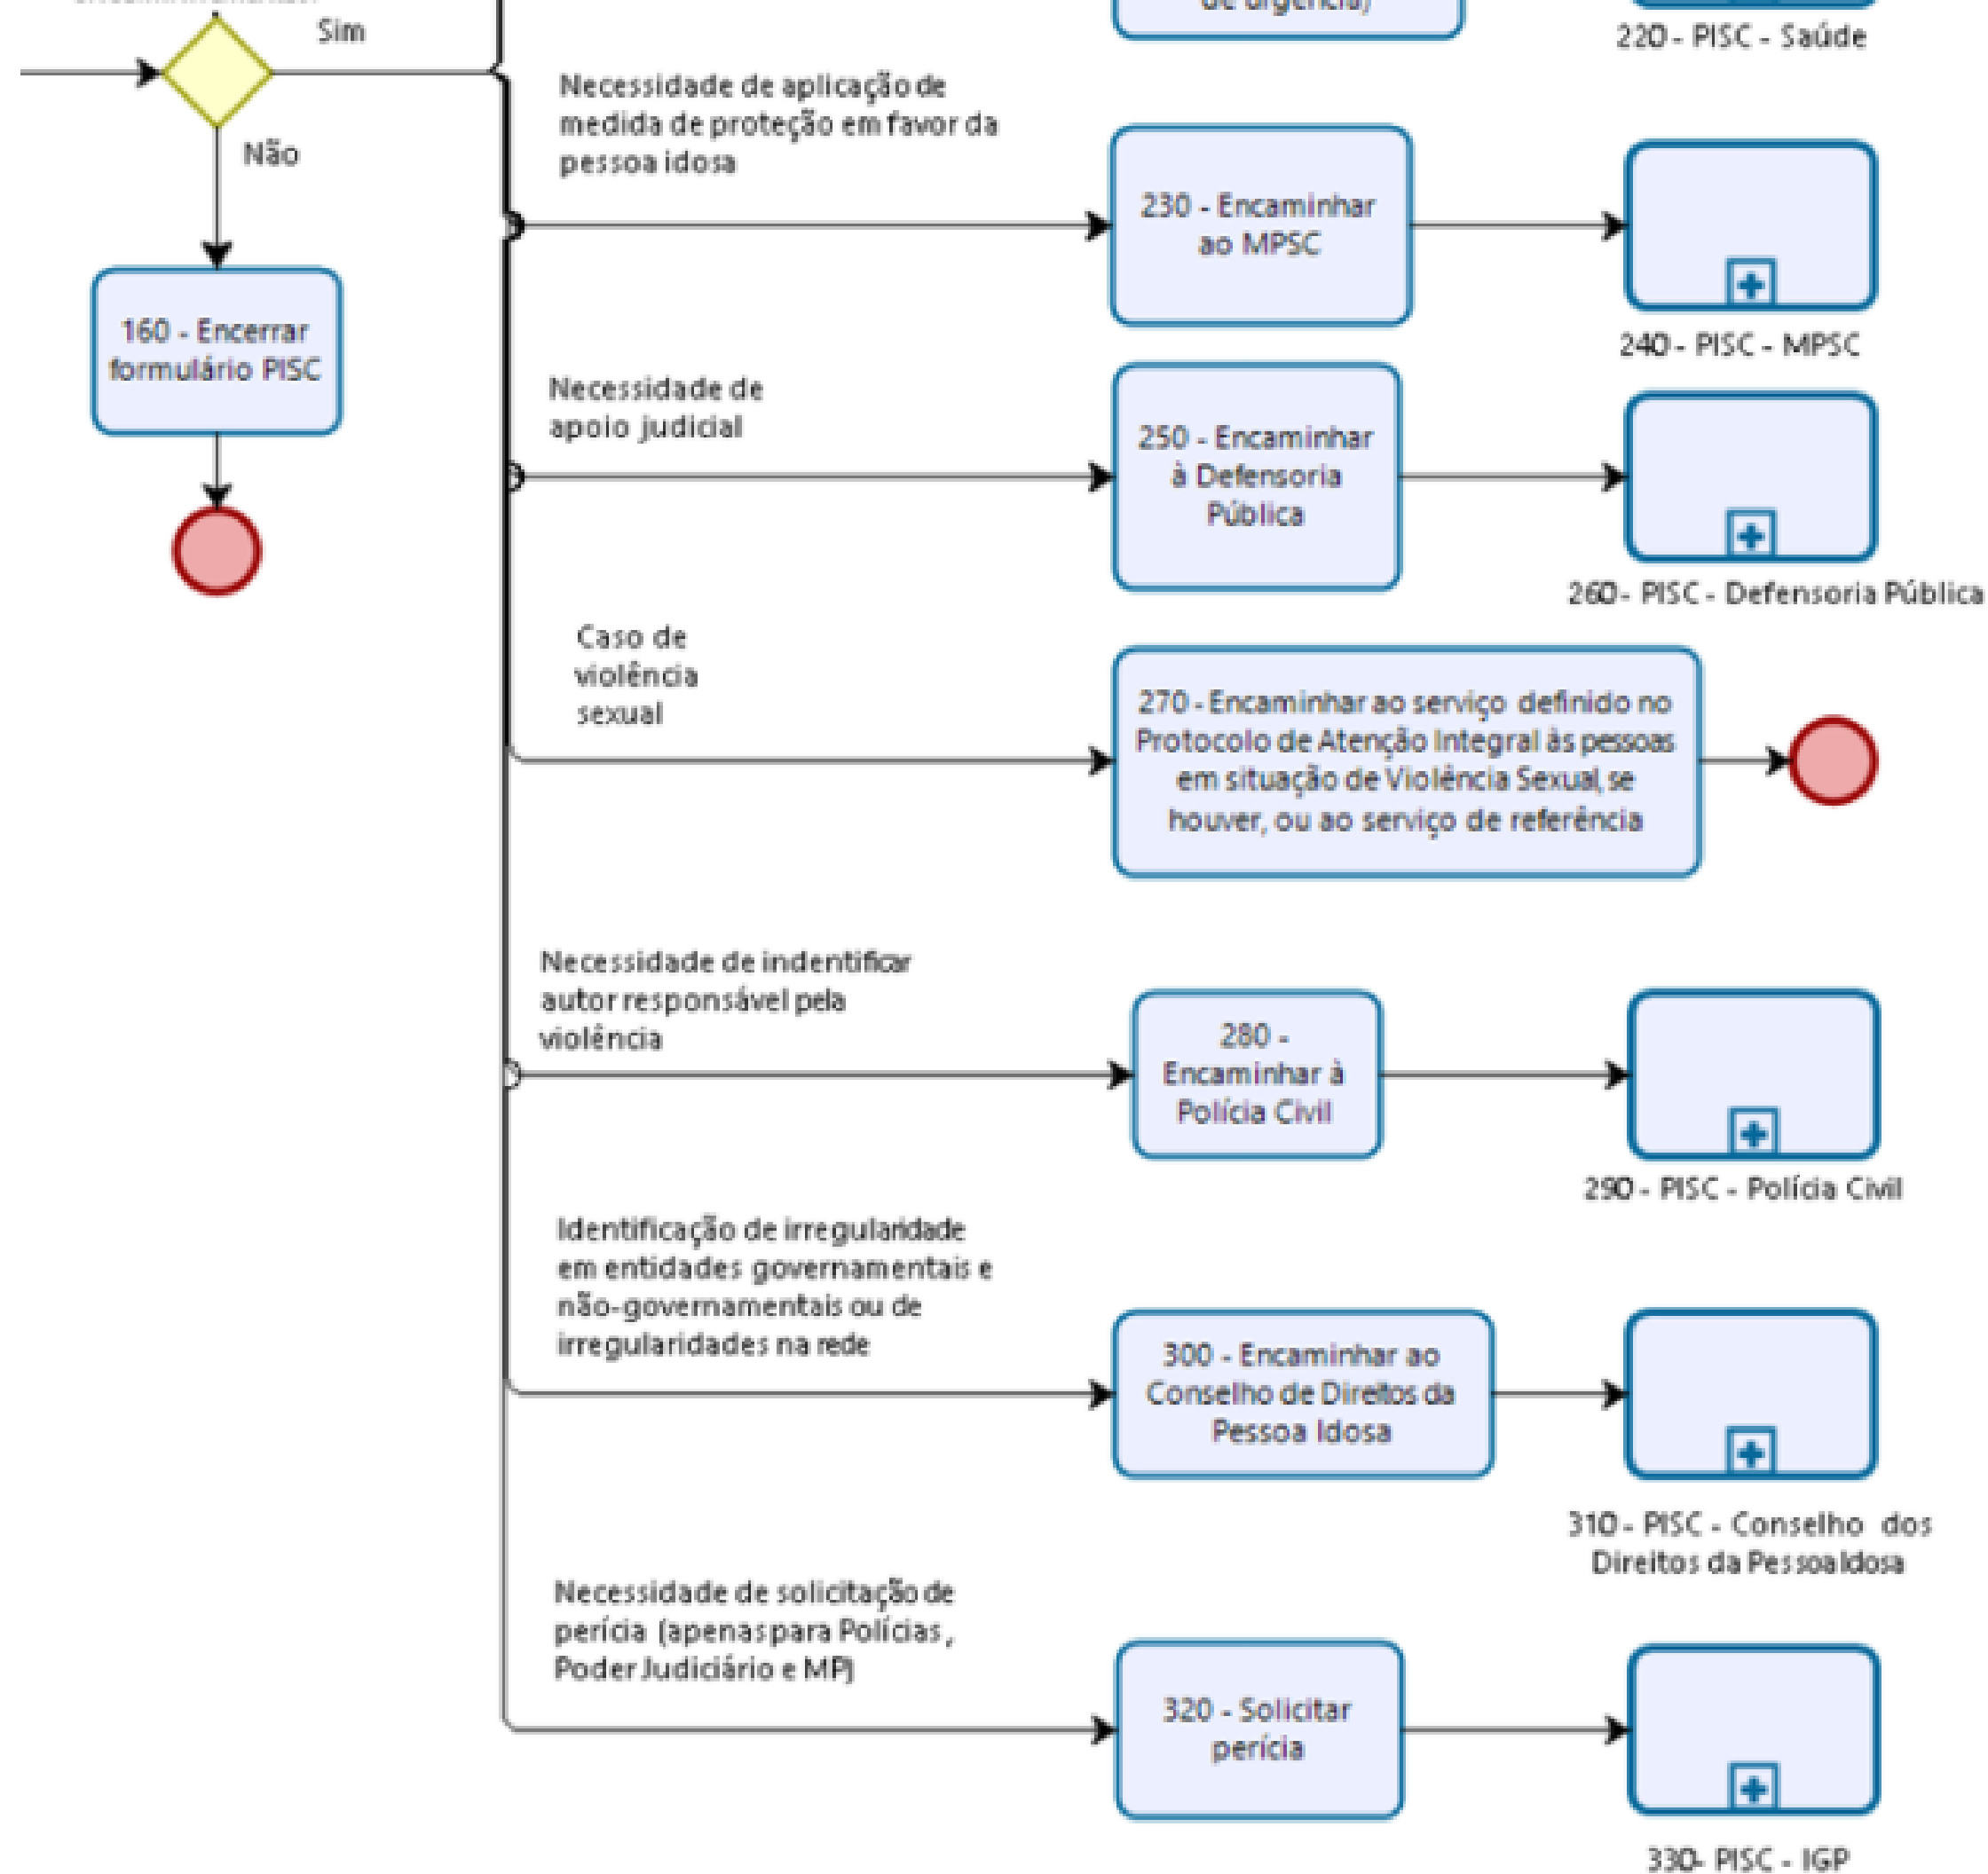 Sim
de urgência)
220 - PISC - Saúde
Não
Necessidade de aplicação de
medida de proteção em favor da
pessoa idosa
230 - Encaminhar
ao MPSC
240 - PISC - MPSC
160 - Encerrar
formulário PISC
Necessidade de
apoio judicial
250 - Encaminhar
à Defensoria
Pública
260 - PISC - Defensoria Pública
Caso de
violência
sexual
270 - Encaminhar ao serviço definido no
Protocolo de Atenção Integral às pessoas
em situação de Violência Sexual, se
houver, ou ao serviço de referência
Necessidade de indentificar
autor responsável pela
violência
280 -
Encaminhar à
Polícia Civil
290 - PISC - Polícia Civil
Identificação de irregularidade
em entidades governamentais e
não-governamentais ou de
irregularidades na rede
300 - Encaminhar ao
Conselho de Direitos da
Pessoa Idosa
310 - PISC - Conselho dos
Direitos da Pessoa Idosa
Necessidade de solicitação de
perícia (apenas para Polícias,
Poder Judiciário e MP)
320 - Solicitar
perícia
330- PISC - IGP